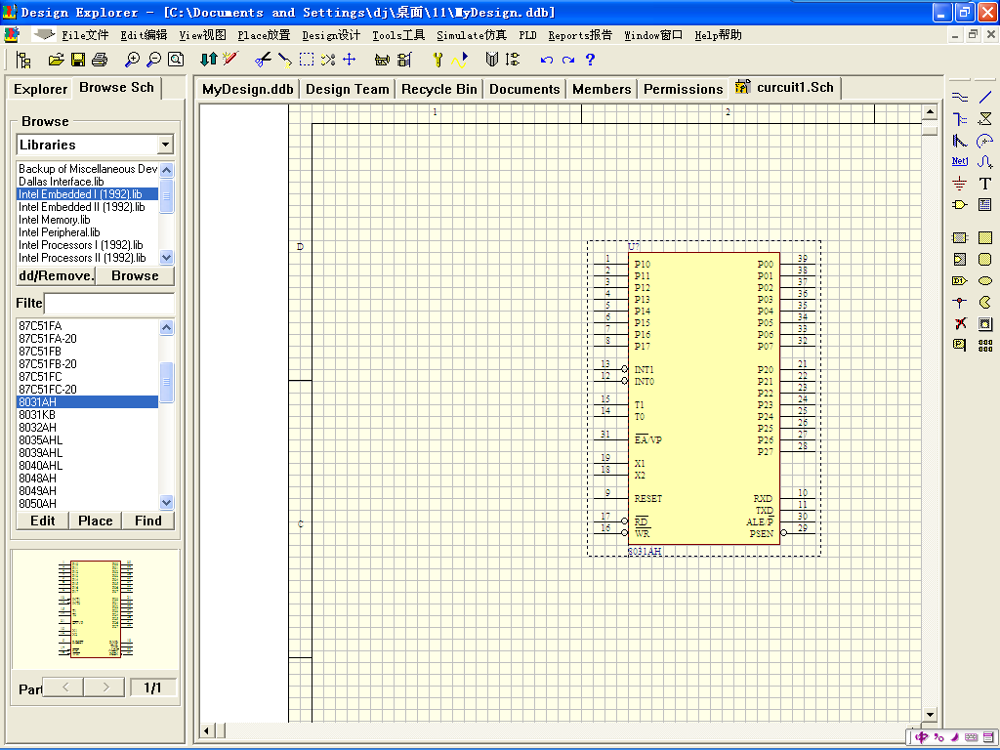 Design Explorer - [C:\Documents and Settings\dj\桌面\11\MyDesign.ddb]
File文件 Edit编辑 View视图 Place放置 Design设计 Tools工具 Simulate仿真 PLD Reports报告 Window窗口 Help帮助
Explorer Browse Sch
MyDesign.ddb Design Team Recycle Bin Documents Members Permissions curcuit1.Sch
Browse
Libraries
Backup of Miscellaneous Dev
Dallas Interface.lib
Intel Embedded I (1992).lib
Intel Embedded II (1992).lib
Intel Memory.lib
Intel Peripheral.lib
Intel Processors I (1992).lib
Intel Processors II (1992).lib
dd/Remove. Browse
Filte
87C51FA
87C51FA-20
87C51FB
87C51FB-20
87C51FC
87C51FC-20
8031AH
8031KB
8032AH
8035AHL
8039AHL
8040AHL
8048AH
8049AH
8050AH
Edit Place Find
Part < > 1/1
1 2
D
C
U?
1 P10 P00 39
2 P11 P01 38
3 P12 P02 37
4 P13 P03 36
5 P14 P04 35
6 P15 P05 34
7 P16 P06 33
8 P17 P07 32
13 INT1 P20 21
12 INT0 P21 22
P22 23
15 T1 P23 24
14 T0 P24 25
P25 26
31 EA/VP P26 27
P27 28
19 X1
18 X2
9 RESET RXD 10
TXD 11
17 RD ALE/P 30
16 WR PSEN 29
8031AH
Net1
T
D1
P
中